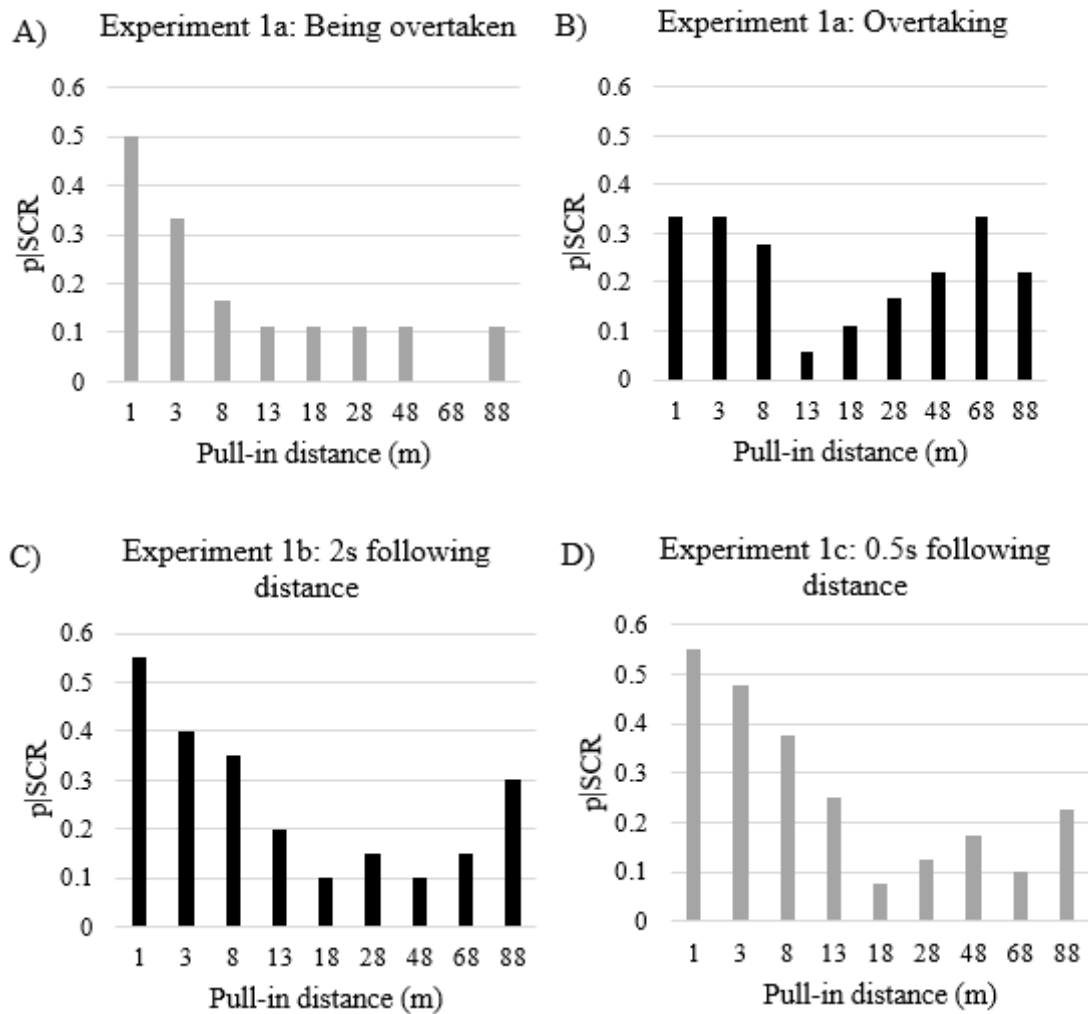 A) Experiment 1a: Being overtaken
0.6
0.5
0.4
0.3
0.2
0.1
0
p|SCR
1 3 8 13 18 28 48 68 88
Pull-in distance (m)
B) Experiment 1a: Overtaking
0.6
0.5
0.4
0.3
0.2
0.1
0
p|SCR
1 3 8 13 18 28 48 68 88
Pull-in distance (m)
C) Experiment 1b: 2s following
distance
0.6
0.5
0.4
0.3
0.2
0.1
0
p|SCR
1 3 8 13 18 28 48 68 88
Pull-in distance (m)
D) Experiment 1c: 0.5s following
distance
0.6
0.5
0.4
0.3
0.2
0.1
0
p|SCR
1 3 8 13 18 28 48 68 88
Pull-in distance (m)